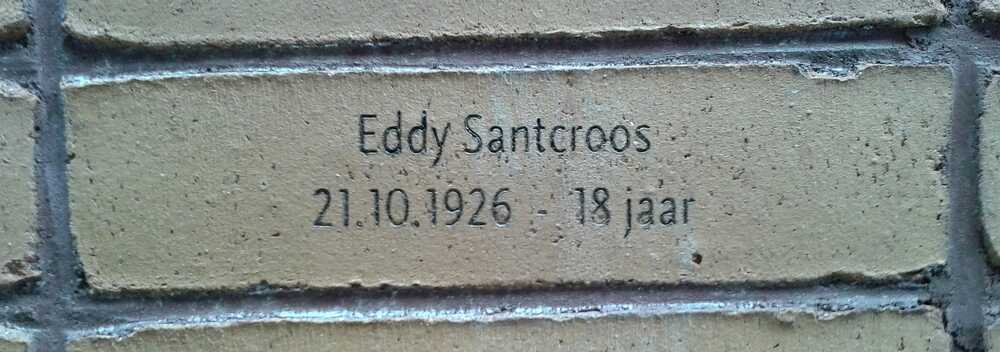 Eddy Santcroos
21.10.1926 - 18 jaar